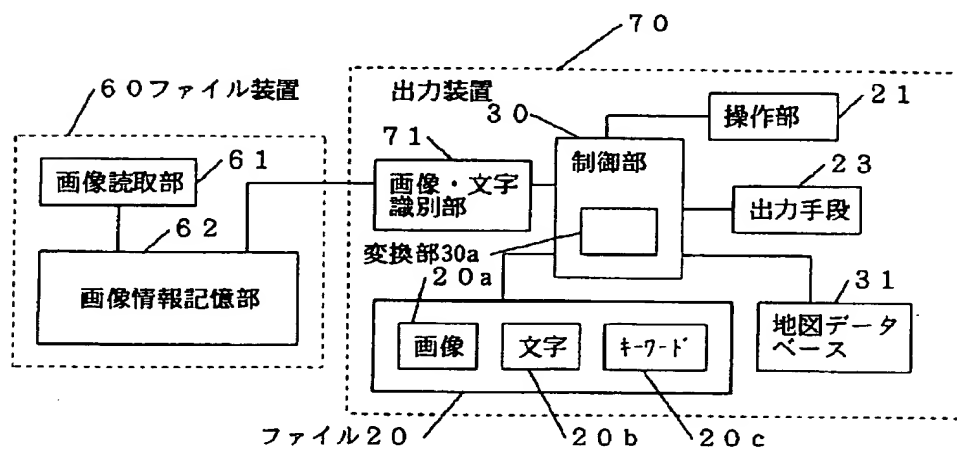 70
60ファイル装置
出力装置
30
操作部
21
61
71
制御部
23
画像読取部
画像・文字
識別部
出力手段
62
変換部30a
20a
31
画像情報記憶部
地図データ
ベース
画像
文字
キーワード
ファイル20
20b
20c